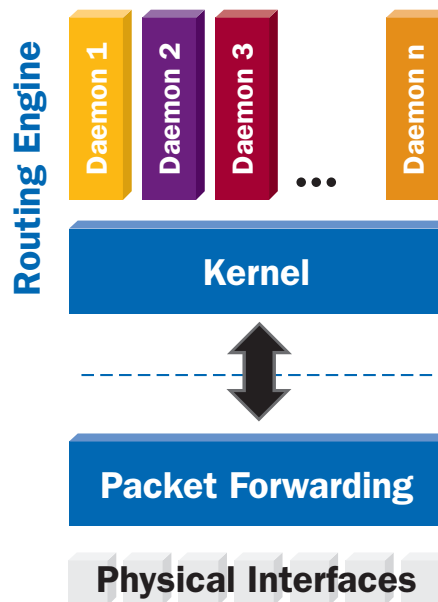 Routing Engine
Daemon 1
Daemon 2
Daemon 3
...
Daemon n
Kernel
Packet Forwarding
Physical Interfaces